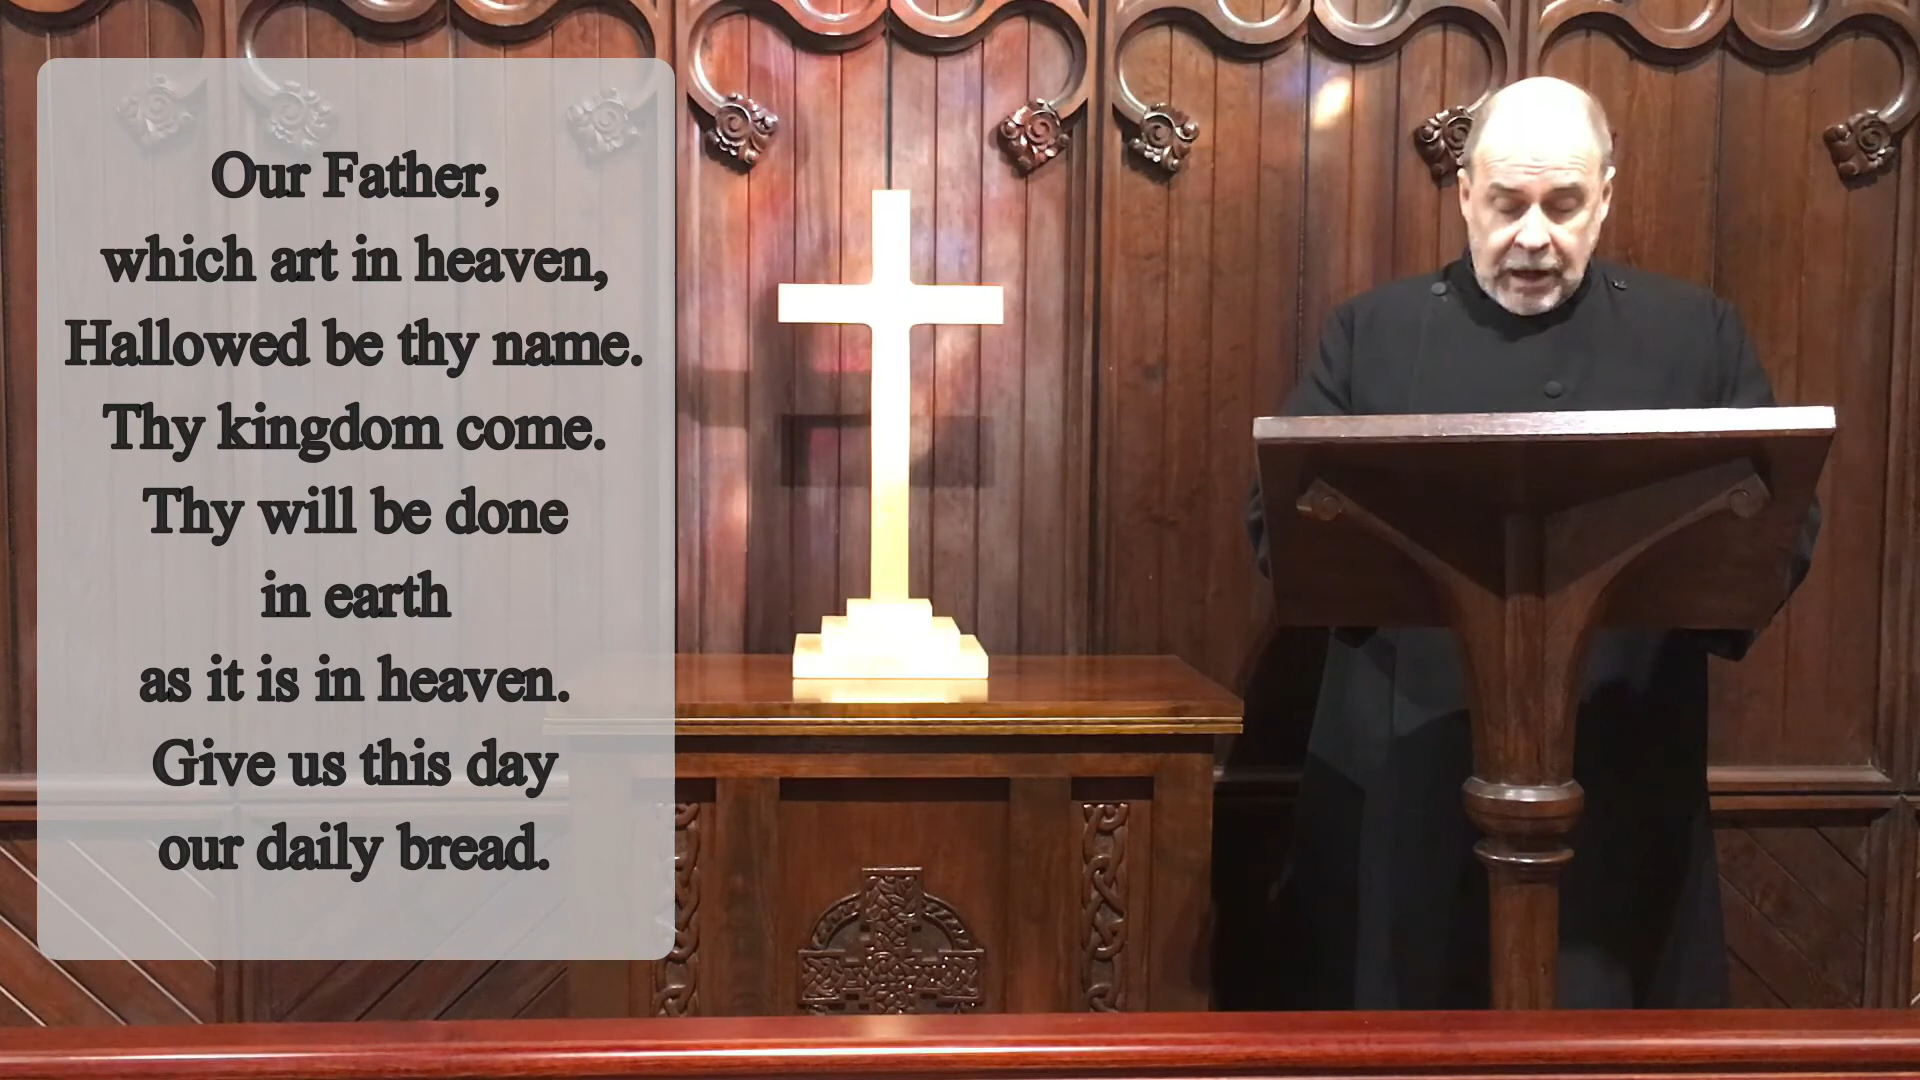 Our Father,
which art in heaven,
Hallowed be thy name.
Thy kingdom come.
Thy will be done
in earth
as it is in heaven.
Give us this day
our daily bread.